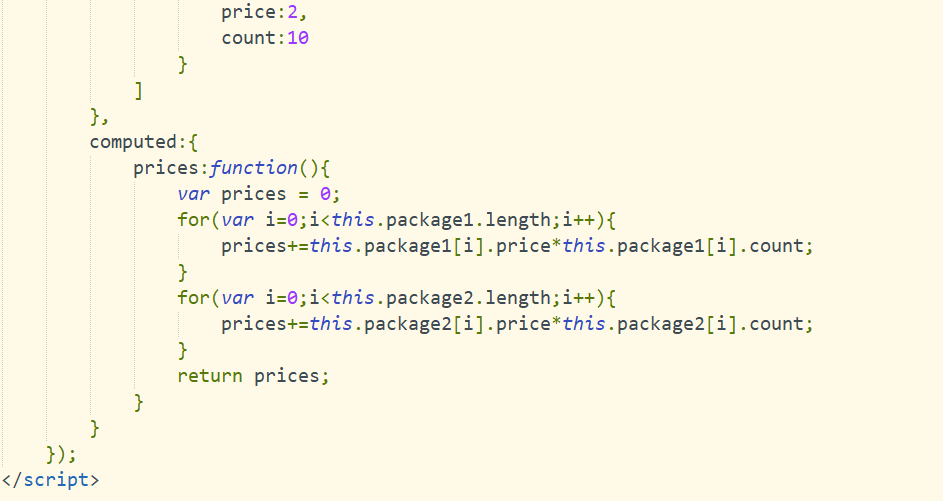 price:2,
count:10
}
]
},
computed:{
prices:function(){
var prices = 0;
for(var i=0;i<this.package1.length;i++){
prices+=this.package1[i].price*this.package1[i].count;
}
for(var i=0;i<this.package2.length;i++){
prices+=this.package2[i].price*this.package2[i].count;
}
return prices;
}
}
});
</script>